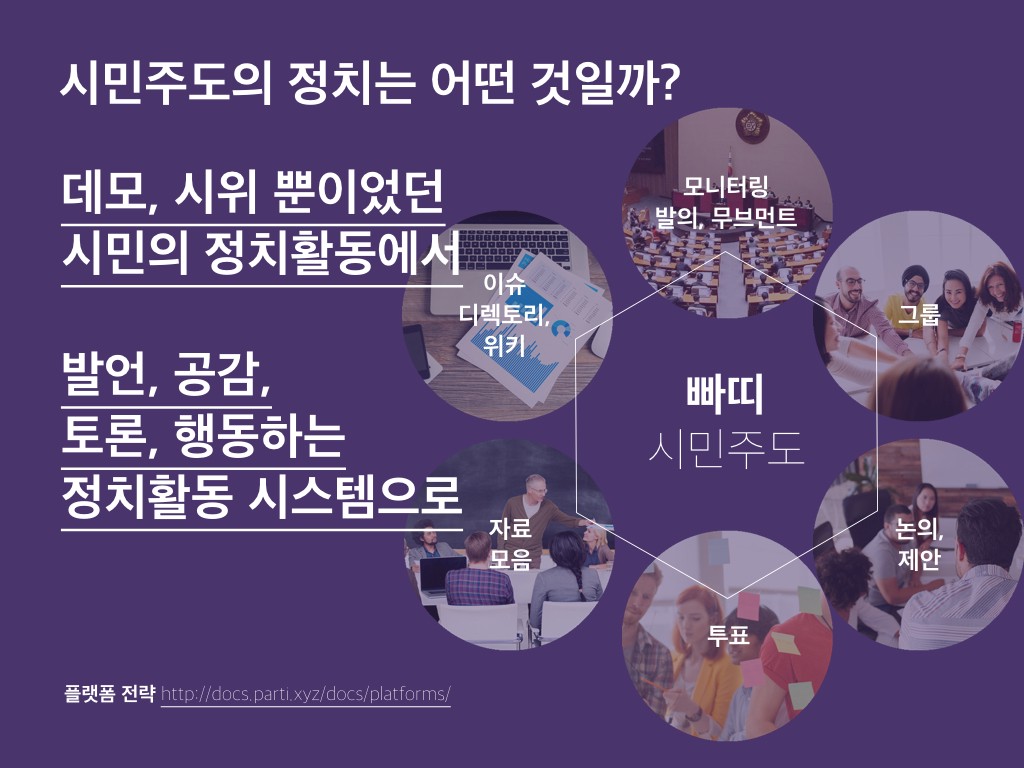 시민주도의 정치는 어떤 것일까?
데모, 시위 뿐이었던
시민의 정치활동에서
발언, 공감,
토론, 행동하는
정치활동 시스템으로
모니터링
발의, 무브먼트
이슈
디렉토리,
위키
그룹
빠띠
시민주도
자료
모음
논의,
제안
투표
플랫폼 전략 http://docs.parti.xyz/docs/platforms/